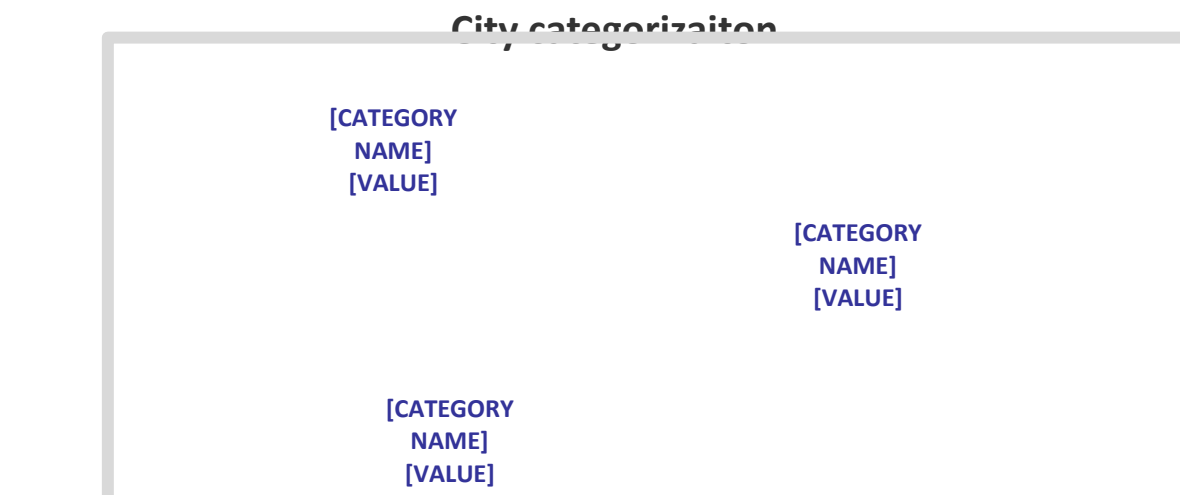 City categorizaiton
[CATEGORY
NAME]
[VALUE]
[CATEGORY
NAME]
[VALUE]
[CATEGORY
NAME]
[VALUE]